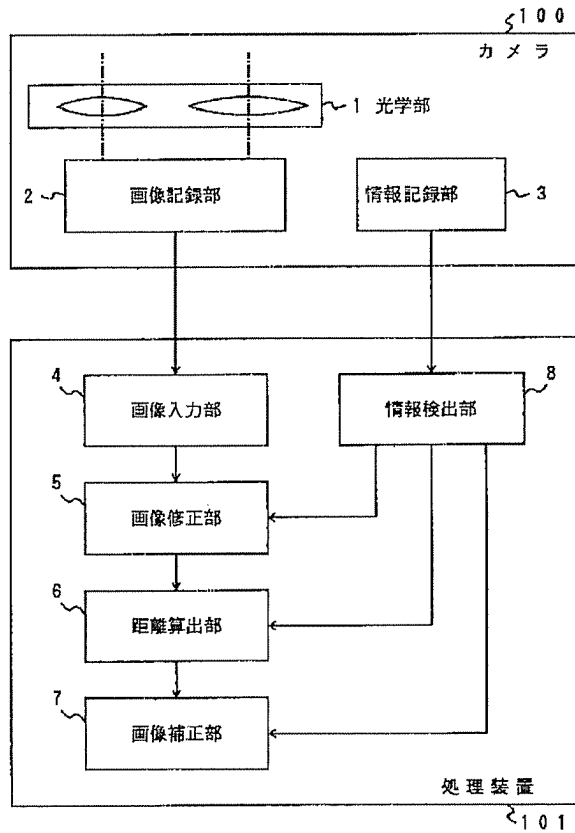 100
カメラ
1 光学部
2
画像記録部
情報記録部
3
4
画像入力部
8
情報検出部
5
画像修正部
6
距離算出部
7
画像補正部
処理装置
101